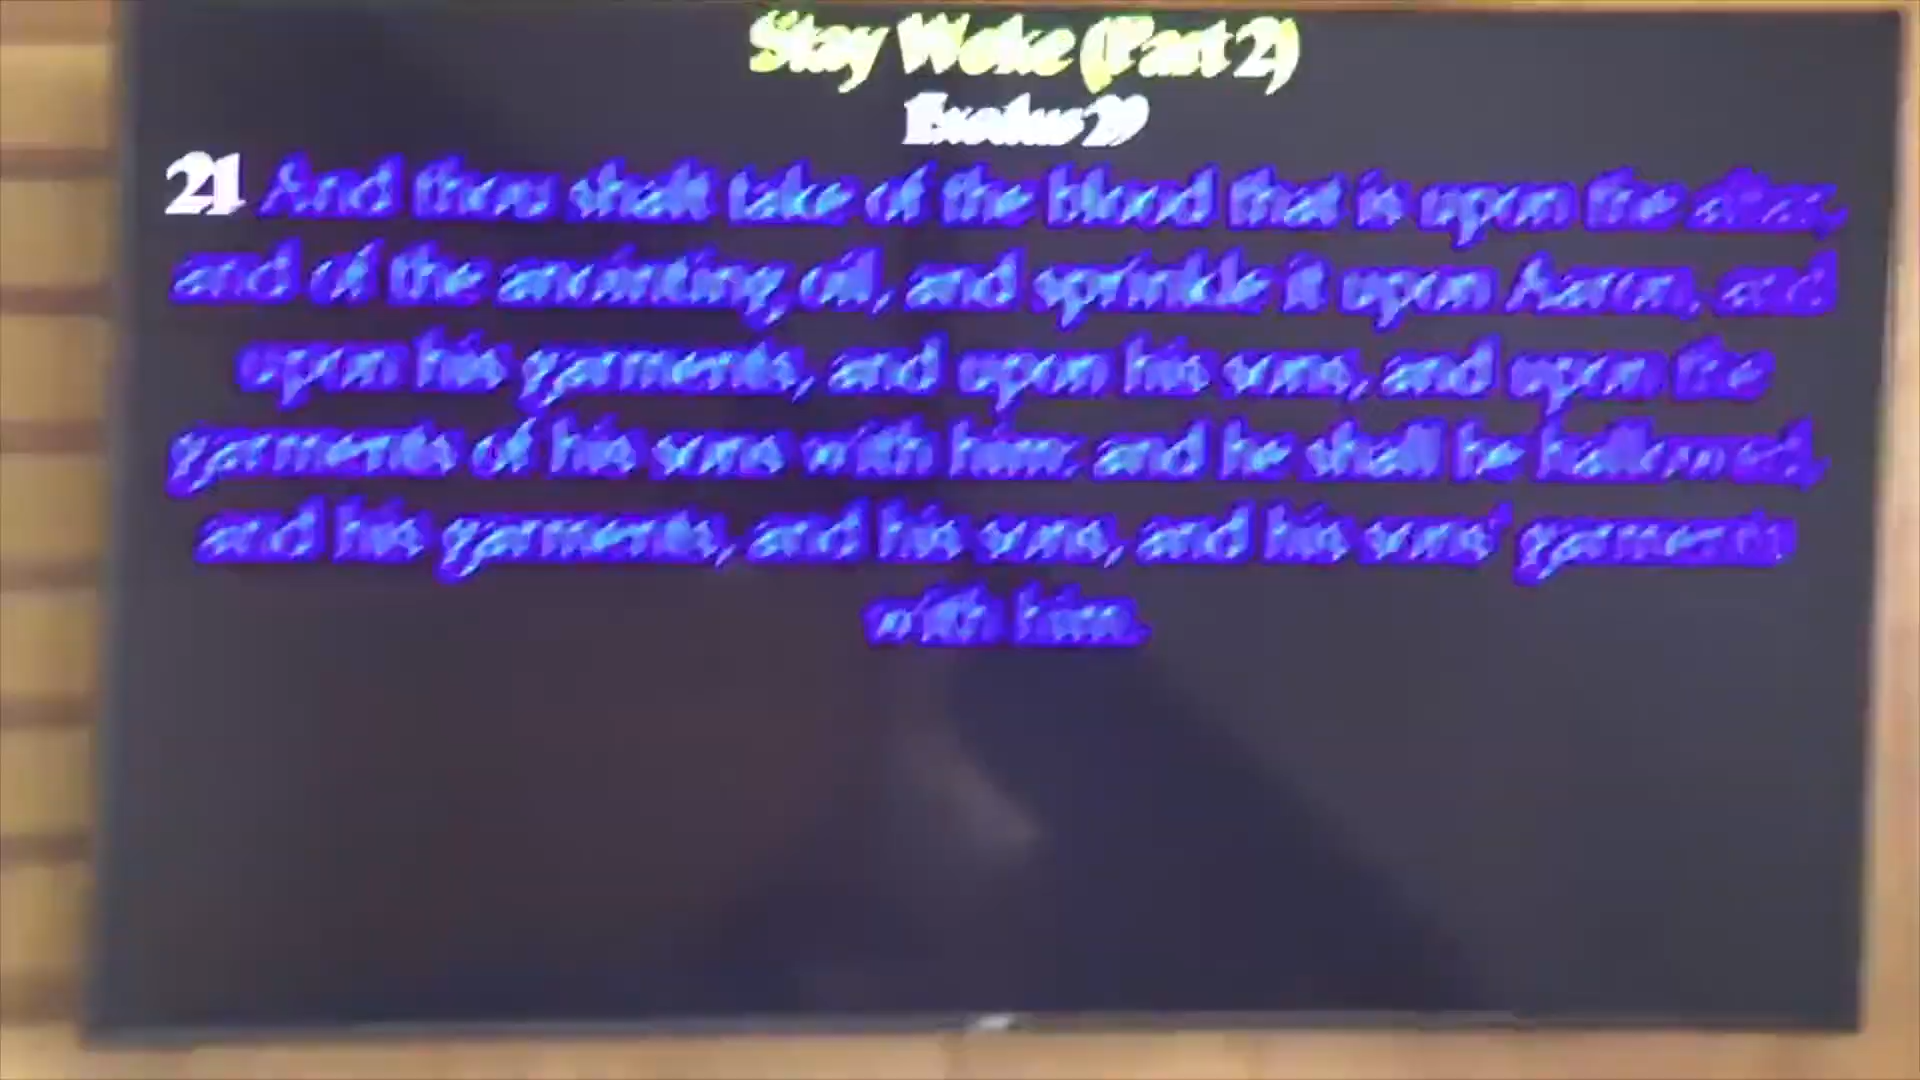 Stay Woke (Part 2)
Exodus 29
21 And thou shalt take of the blood that is upon the altar,
and of the anointing oil, and sprinkle it upon Aaron, and
upon his garments, and upon his sons, and upon the
garments of his sons with him: and he shall be hallowed,
and his garments, and his sons, and his sons' garments
with him.